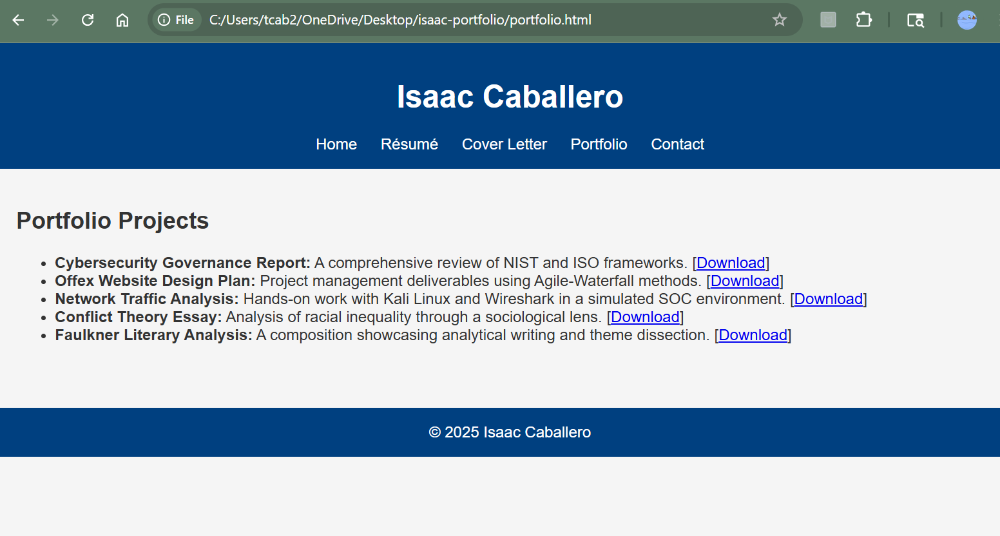 File C:/Users/tcab2/OneDrive/Desktop/isaac-portfolio/portfolio.html
Isaac Caballero
Home Résumé Cover Letter Portfolio Contact
Portfolio Projects
• Cybersecurity Governance Report: A comprehensive review of NIST and ISO frameworks. [Download]
• Offex Website Design Plan: Project management deliverables using Agile-Waterfall methods. [Download]
• Network Traffic Analysis: Hands-on work with Kali Linux and Wireshark in a simulated SOC environment. [Download]
• Conflict Theory Essay: Analysis of racial inequality through a sociological lens. [Download]
• Faulkner Literary Analysis: A composition showcasing analytical writing and theme dissection. [Download]
© 2025 Isaac Caballero